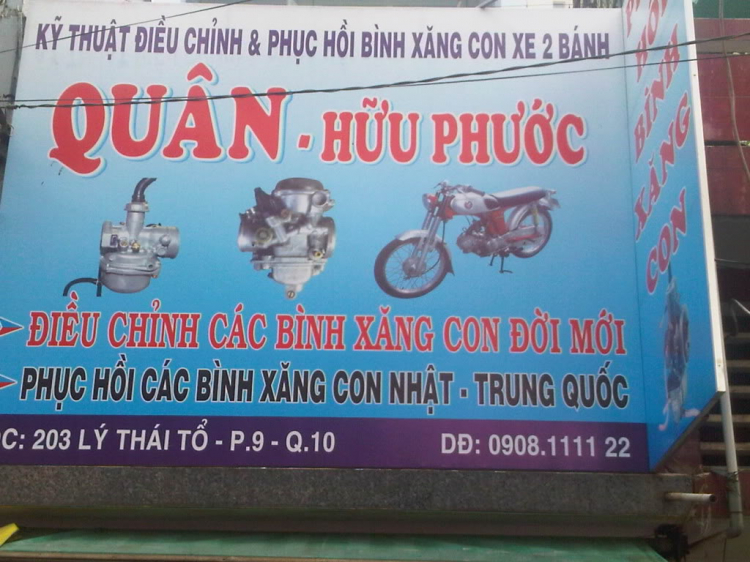 KỸ THUẬT ĐIỀU CHỈNH & PHỤC HỒI BÌNH XĂNG CON XE 2 BÁNH
QUÂN - HỮU PHƯỚC
ĐIỀU CHỈNH CÁC BÌNH XĂNG CON ĐỜI MỚI
PHỤC HỒI CÁC BÌNH XĂNG CON NHẬT - TRUNG QUỐC
ĐC: 203 LÝ THÁI TỔ - P.9 - Q.10
DĐ: 0908.1111 22
BÌNH
XĂNG
CON